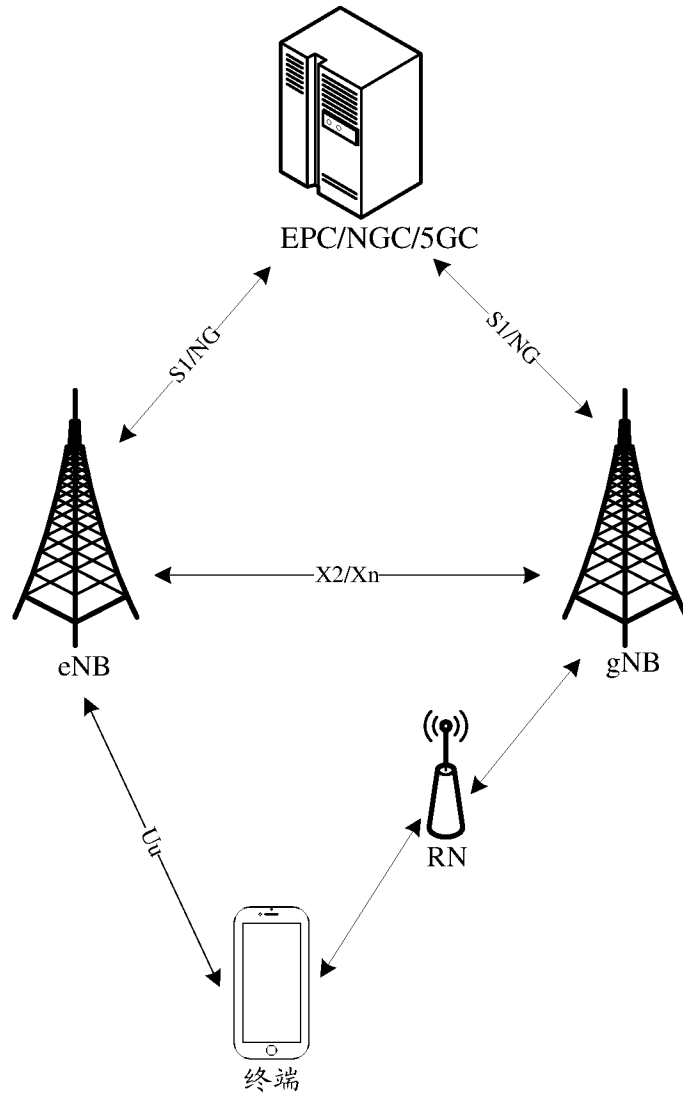 EPC/NGC/5GC
S1/NG
S1/NG
X2/Xn
eNB
gNB
Uu
RN
终端